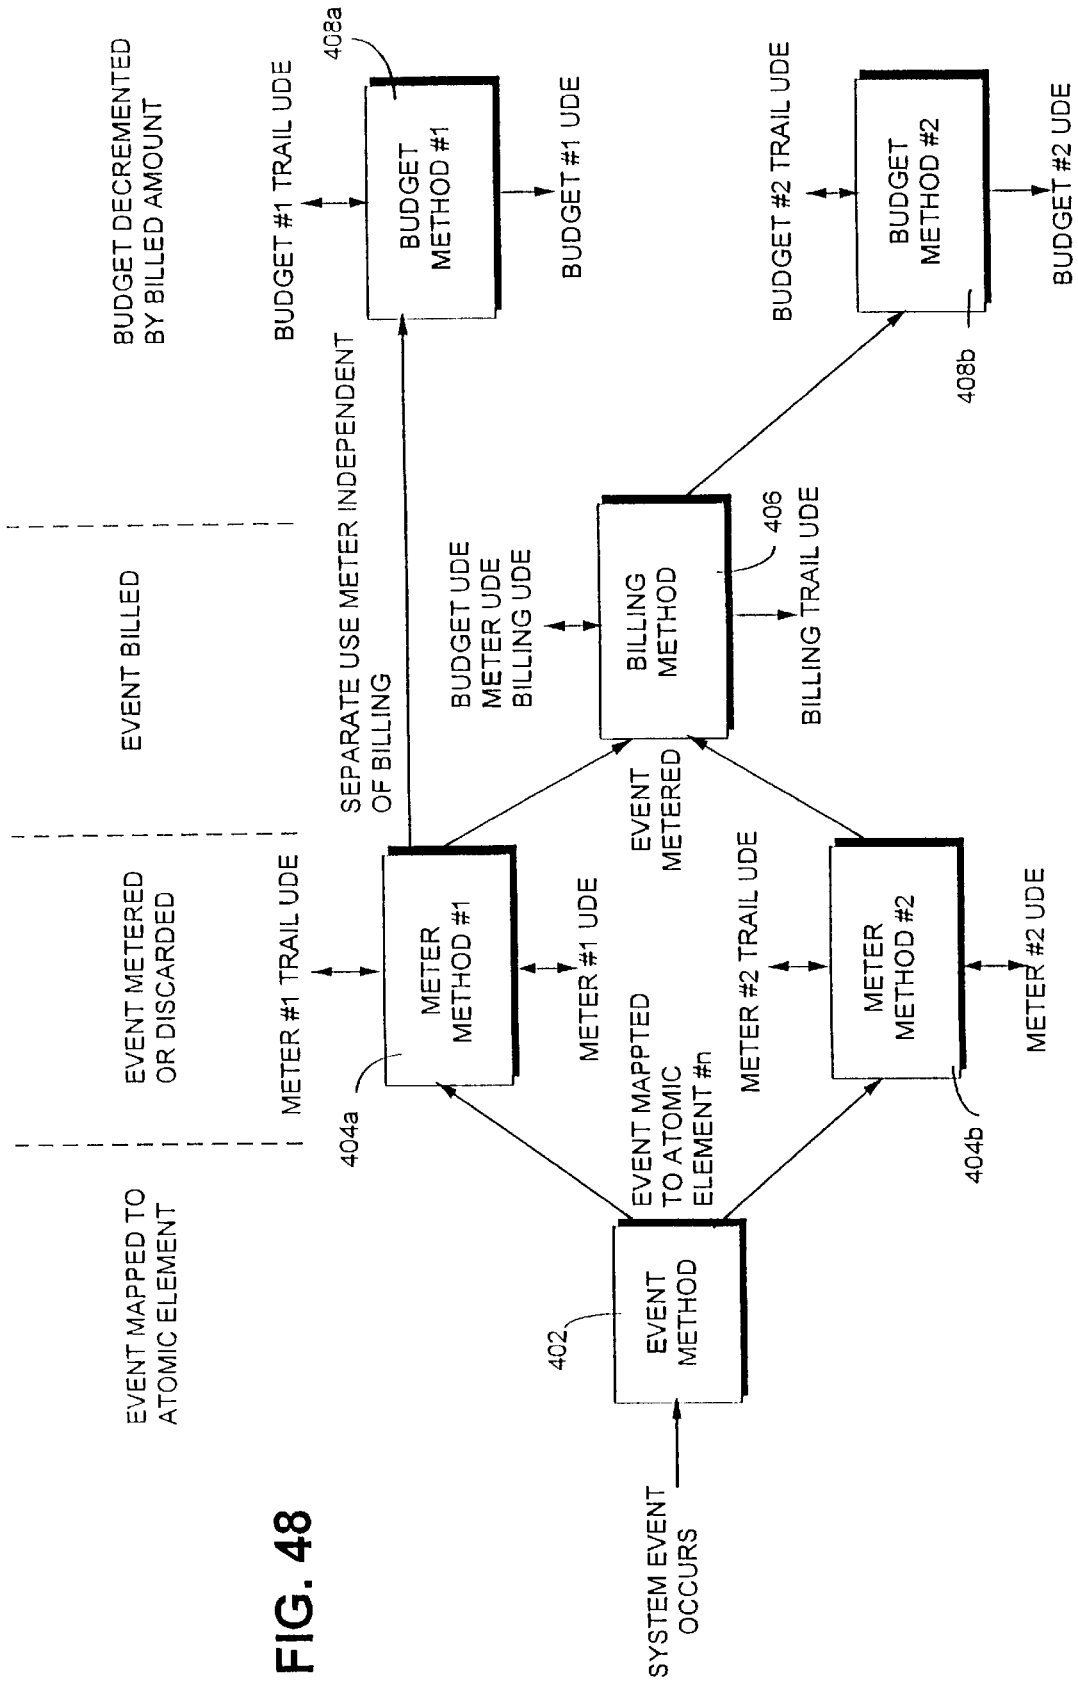 FIG. 48
EVENT MAPPED TO
ATOMIC ELEMENT
EVENT METERED
OR DISCARDED
EVENT BILLED
BUDGET DECREMENTED
BY BILLED AMOUNT
SYSTEM EVENT
OCCURS
402
EVENT
METHOD
EVENT MAPPTED
TO ATOMIC
ELEMENT #n
404a
METER #1 TRAIL UDE
METER
METHOD #1
METER #1 UDE
METER #2 TRAIL UDE
METER
METHOD #2
404b
METER #2 UDE
SEPARATE USE METER INDEPENDENT
OF BILLING
EVENT
METERED
BUDGET UDE
METER UDE
BILLING UDE
BILLING
METHOD
406
BILLING TRAIL UDE
408a
BUDGET #1 TRAIL UDE
BUDGET
METHOD #1
BUDGET #1 UDE
BUDGET #2 TRAIL UDE
BUDGET
METHOD #2
408b
BUDGET #2 UDE